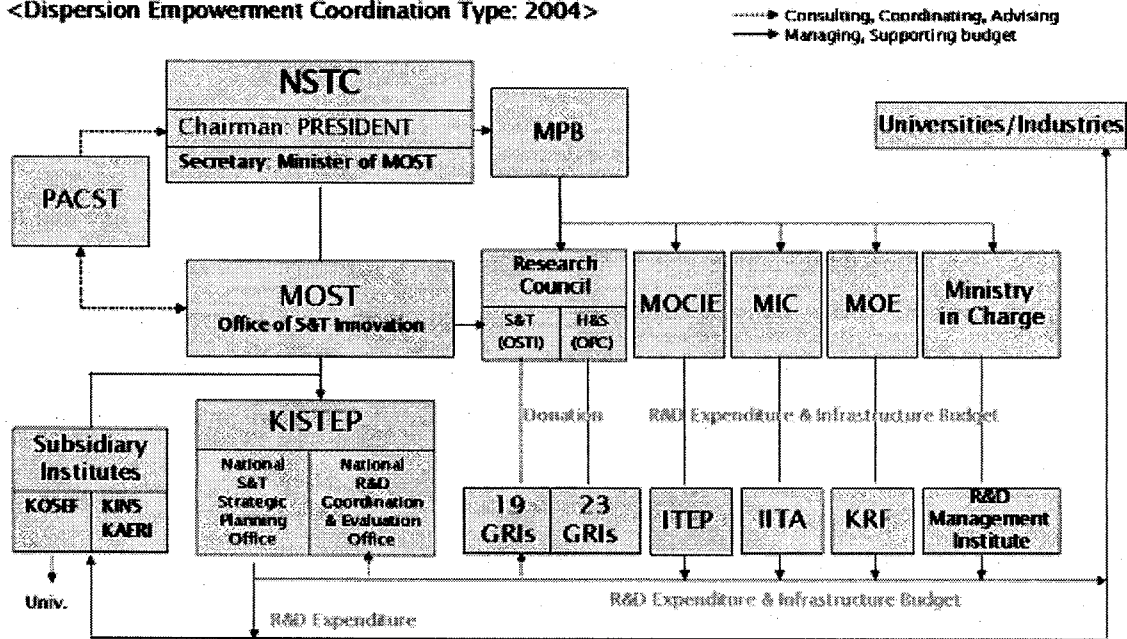 <Dispersion Empowerment Coordination Type: 2004>
Consulting, Coordinating, Advising
Managing, Supporting budget
NSTC
Chairman: PRESIDENT
Secretary: Minister of MOST
MPB
Universities/Industries
PACST
MOST
Office of S&T Innovation
Research
Council
S&T
(OSTI)
H&S
(OPC)
MOCIE
MIC
MOE
Ministry
in Charge
Donation
R&D Expenditure & Infrastructure Budget
Subsidiary
Institutes
KOSEF
KINS
KAERI
KISTEP
National
S&T
Strategic
Planning
Office
National
R&D
Coordination
& Evaluation
Office
19
GRIs
23
GRIs
ITEP
IITA
KRF
R&D
Management
Institute
Univ.
R&D Expenditure
R&D Expenditure & Infrastructure Budget